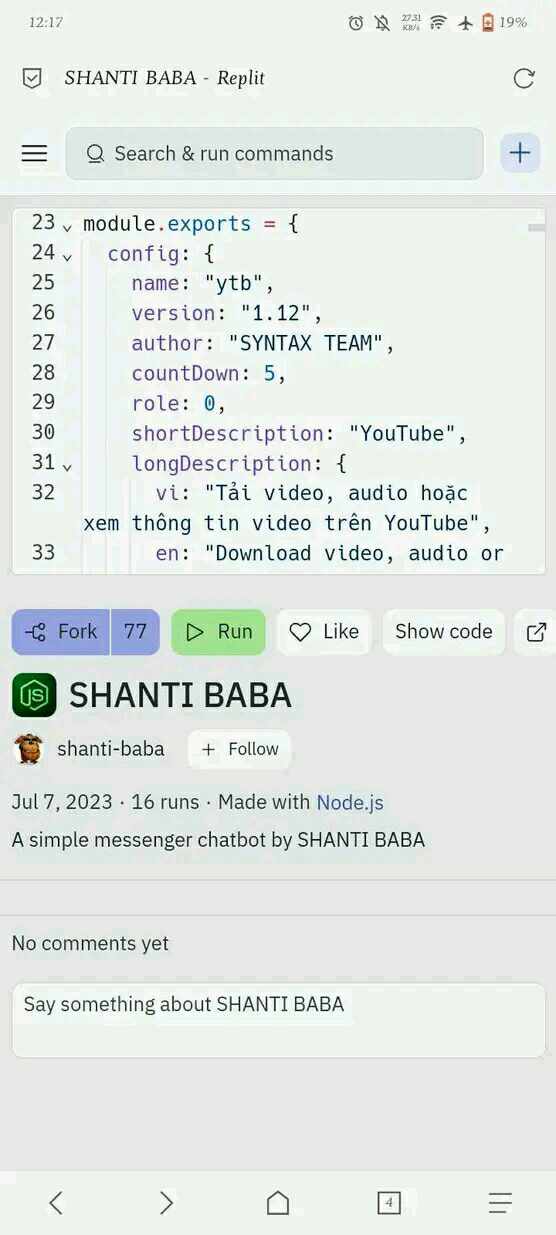 12:17
27.31
KB/s
19%
SHANTI BABA - Replit
Search & run commands
23 module.exports = {
24 config: {
25 name: "ytb",
26 version: "1.12",
27 author: "SYNTAX TEAM",
28 countDown: 5,
29 role: 0,
30 shortDescription: "YouTube",
31 longDescription: {
32 vi: "Tải video, audio hoặc
xem thông tin video trên YouTube",
33 en: "Download video, audio or
Fork 77 Run Like Show code
JS SHANTI BABA
shanti-baba + Follow
Jul 7, 2023 · 16 runs · Made with Node.js
A simple messenger chatbot by SHANTI BABA
No comments yet
Say something about SHANTI BABA
4